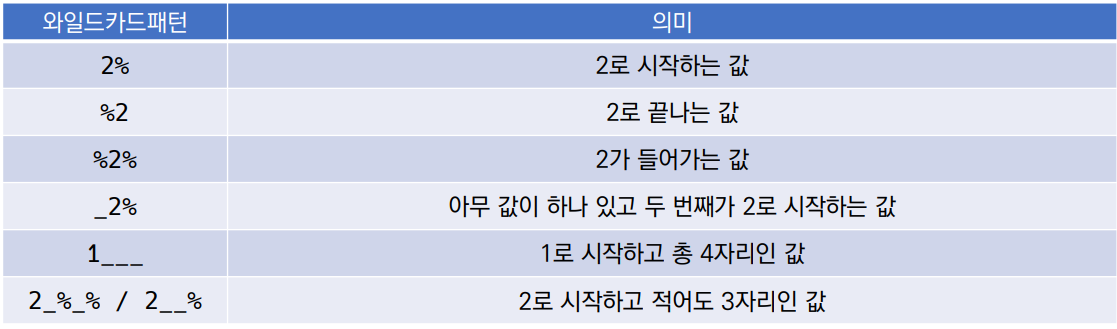 와일드카드패턴 의미
2% 2로 시작하는 값
%2 2로 끝나는 값
%2% 2가 들어가는 값
_2% 아무 값이 하나 있고 두 번째가 2로 시작하는 값
1___ 1로 시작하고 총 4자리인 값
2_%_% / 2__% 2로 시작하고 적어도 3자리인 값